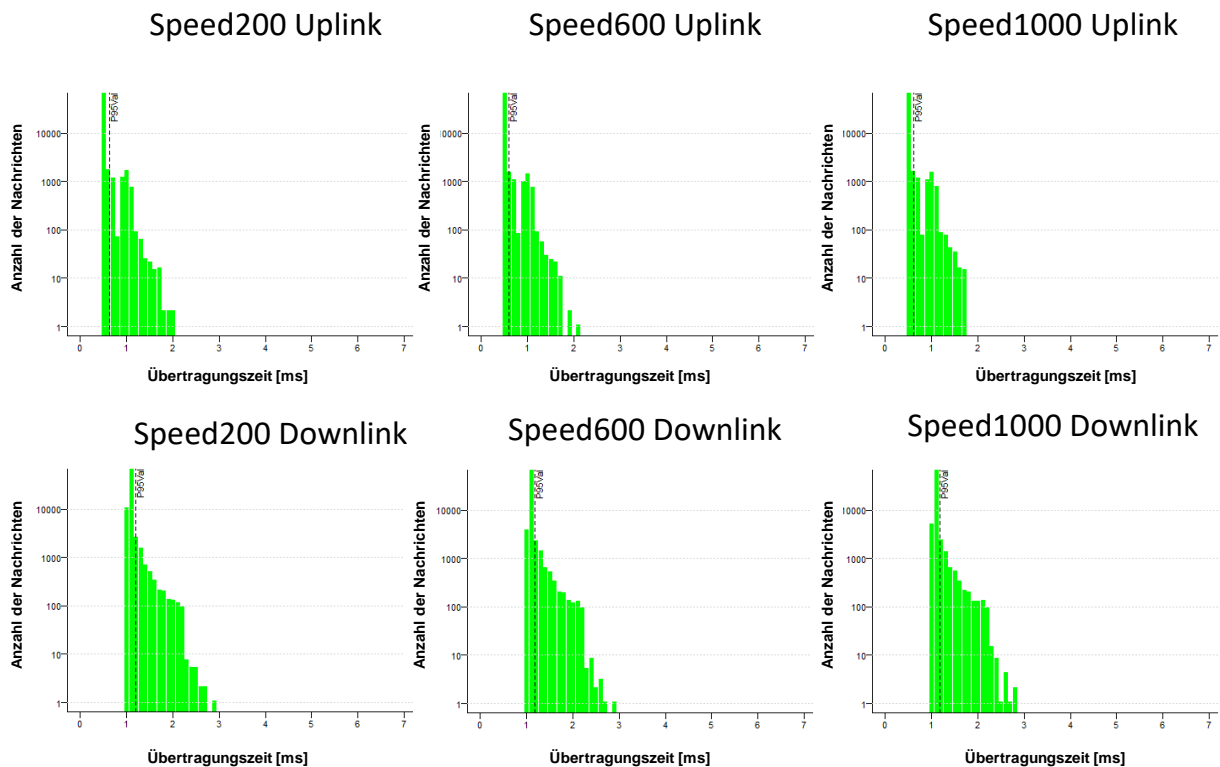 Speed200 Uplink
Anzahl der Nachrichten
P95Val
10000
1000
100
10
1
0 1 2 3 4 5 6 7
Übertragungszeit [ms]
Speed600 Uplink
Anzahl der Nachrichten
P95Val
10000
1000
100
10
1
0 1 2 3 4 5 6 7
Übertragungszeit [ms]
Speed1000 Uplink
Anzahl der Nachrichten
P95Val
10000
1000
100
10
1
0 1 2 3 4 5 6 7
Übertragungszeit [ms]
Speed200 Downlink
Anzahl der Nachrichten
P95Val
10000
1000
100
10
1
0 1 2 3 4 5 6 7
Übertragungszeit [ms]
Speed600 Downlink
Anzahl der Nachrichten
P95Val
10000
1000
100
10
1
0 1 2 3 4 5 6 7
Übertragungszeit [ms]
Speed1000 Downlink
Anzahl der Nachrichten
P95Val
10000
1000
100
10
1
0 1 2 3 4 5 6 7
Übertragungszeit [ms]